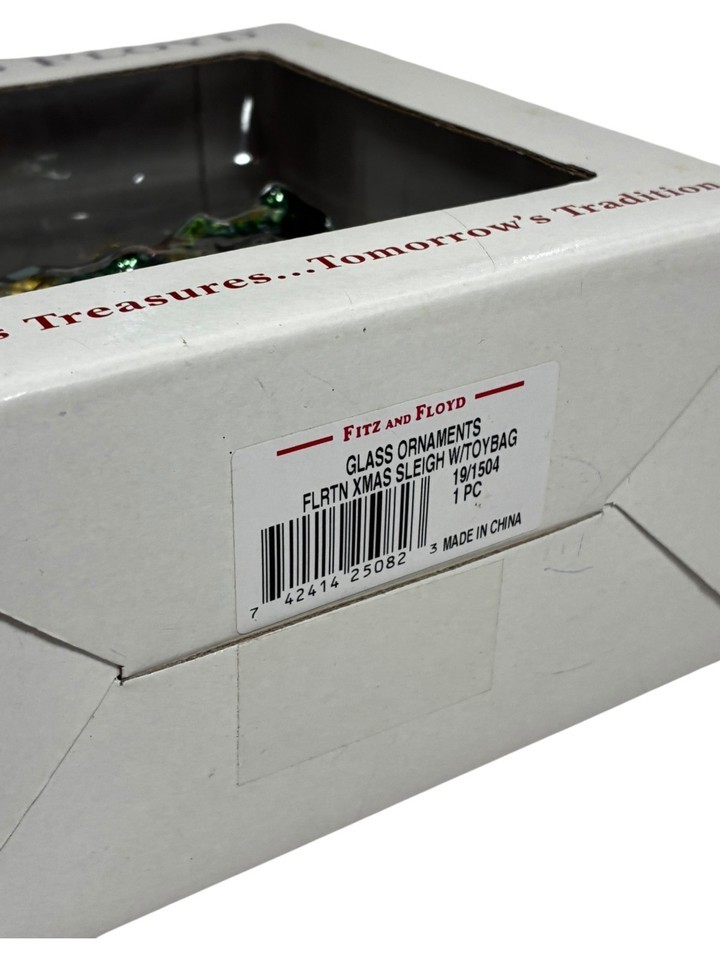 FLOYD
s Treasures...Tomorrow's Tradition
FITZ AND FLOYD
GLASS ORNAMENTS
FLRTN XMAS SLEIGH W/TOYBAG
19/1504
1 PC
7 42414 25082 3
MADE IN CHINA